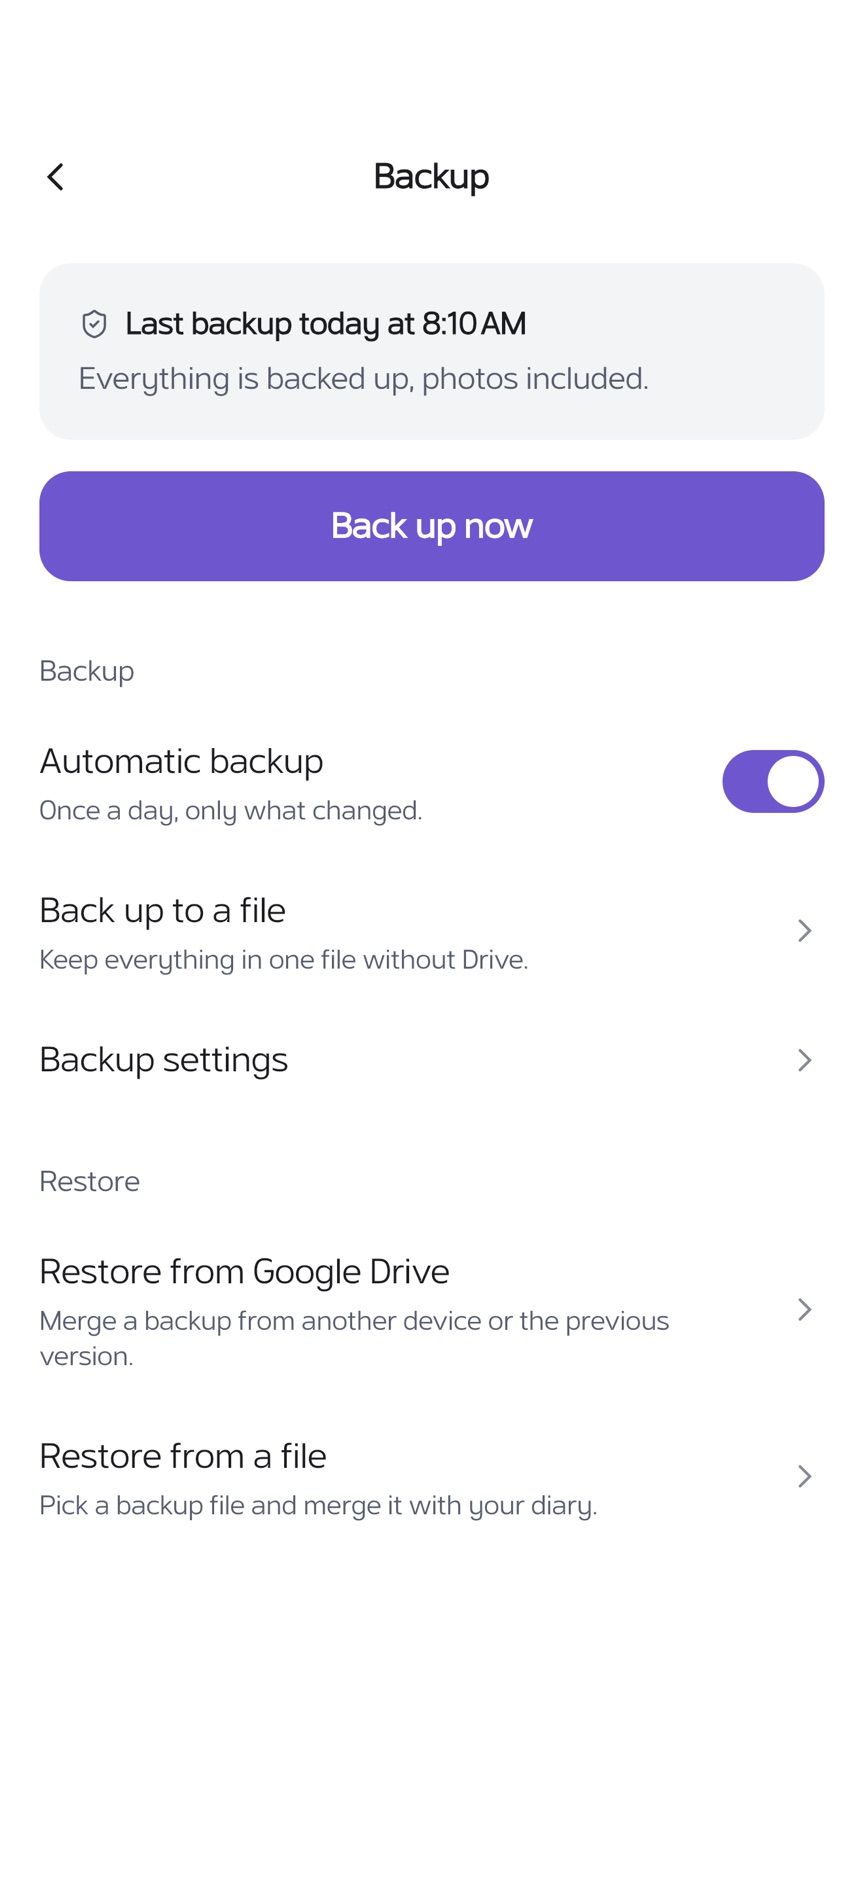 Backup
Last backup today at 8:10 AM
Everything is backed up, photos included.
Back up now
Backup
Automatic backup
Once a day, only what changed.
Back up to a file
Keep everything in one file without Drive.
Backup settings
Restore
Restore from Google Drive
Merge a backup from another device or the previous
version.
Restore from a file
Pick a backup file and merge it with your diary.